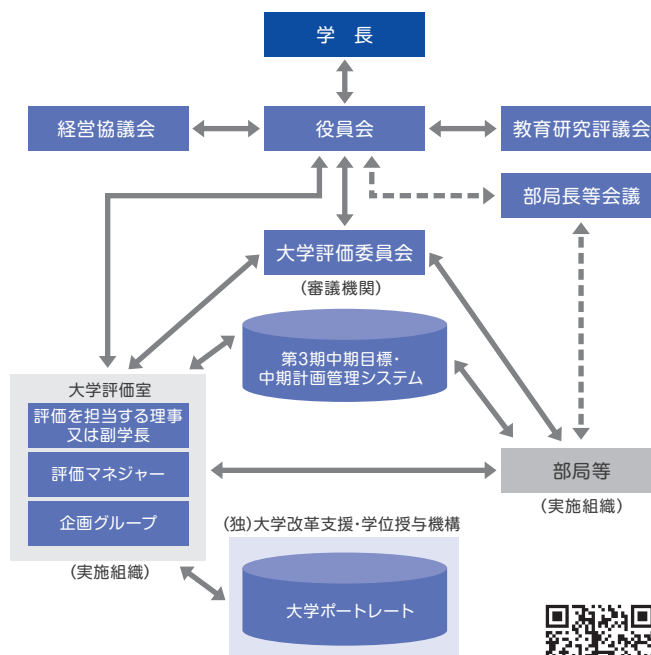 学 長
経営協議会
役員会
教育研究評議会
部局長等会議
大学評価委員会
(審議機関)
第3期中期目標・
中期計画管理システム
大学評価室
評価を担当する理事
又は副学長
評価マネジャー
企画グループ
(実施組織)
部局等
(実施組織)
(独)大学改革支援・学位授与機構
大学ポートレート